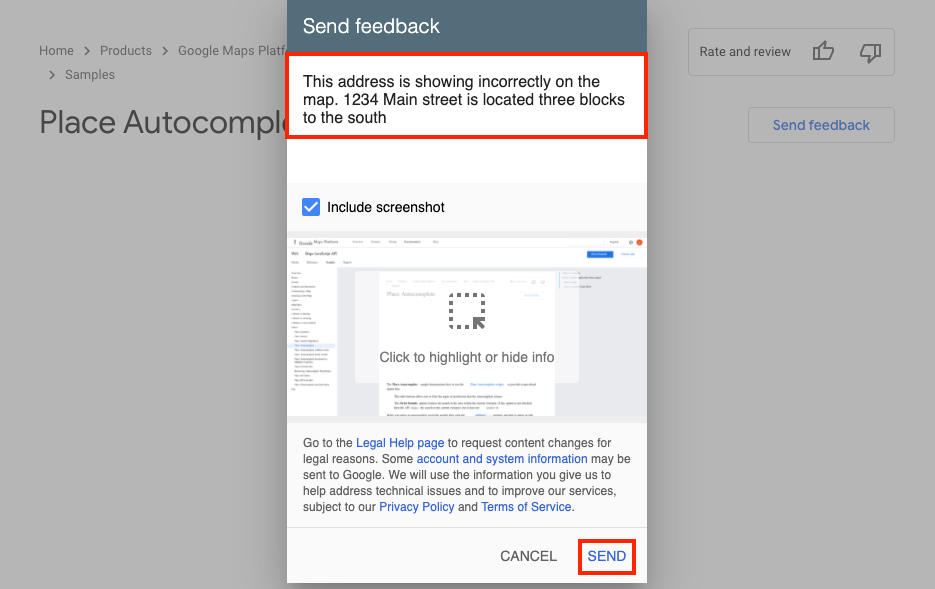 Send feedback
Home > Products > Google Maps Platf
> Samples
Rate and review
Place Autocomple
Send feedback
This address is showing incorrectly on the
map. 1234 Main street is located three blocks
to the south
Include screenshot
Google Maps Platform
Place Autocomplete
Click to highlight or hide info
Go to the Legal Help page to request content changes for
legal reasons. Some account and system information may be
sent to Google. We will use the information you give us to
help address technical issues and to improve our services,
subject to our Privacy Policy and Terms of Service.
CANCEL
SEND